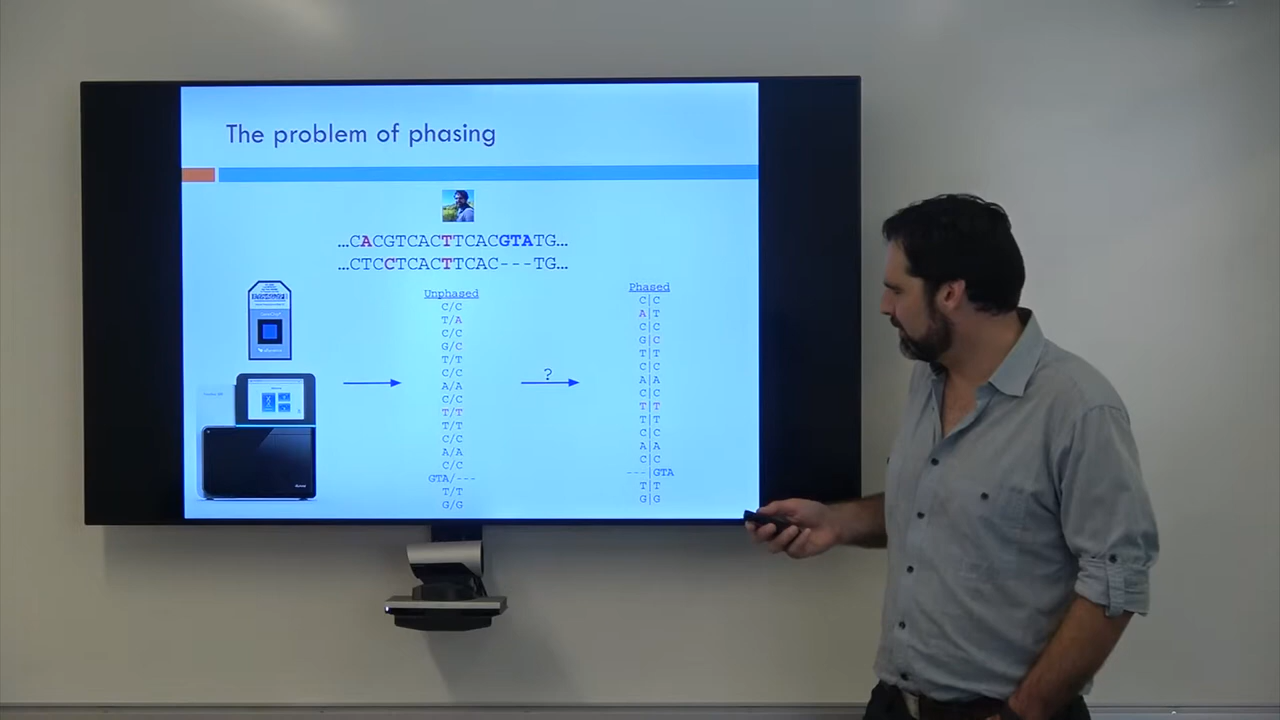 The problem of phasing
...CACGTCACTTCACGTATG...
...CTCCTCACTTCAC---TG...
Unphased
C/C
T/A
C/C
G/C
T/T
C/C
A/A
C/C
T/T
T/T
C/C
A/A
C/C
GTA/---
T/T
G/G
?
Phased
C|C
A|T
C|C
G|C
T|T
C|C
A|A
C|C
T|T
T|T
C|C
A|A
C|C
---|GTA
T|T
G|G